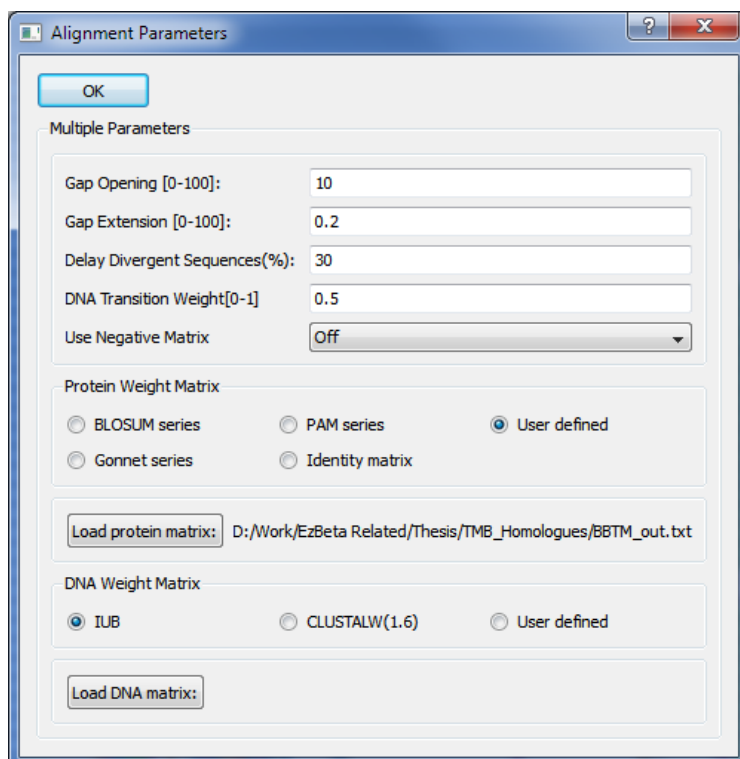 Alignment Parameters
?
X
OK
Multiple Parameters
Gap Opening [0-100]: 10
Gap Extension [0-100]: 0.2
Delay Divergent Sequences(%): 30
DNA Transition Weight[0-1] 0.5
Use Negative Matrix Off
Protein Weight Matrix
BLOSUM series PAM series User defined
Gonnet series Identity matrix
Load protein matrix: D:/Work/EzBeta Related/Thesis/TMB_Homologues/BBTM_out.txt
DNA Weight Matrix
IUB CLUSTALW(1.6) User defined
Load DNA matrix: